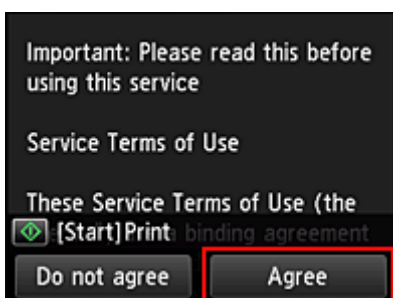 Important: Please read this before
using this service
Service Terms of Use
These Service Terms of Use (the
[Start]Print binding agreement
Do not agree
Agree